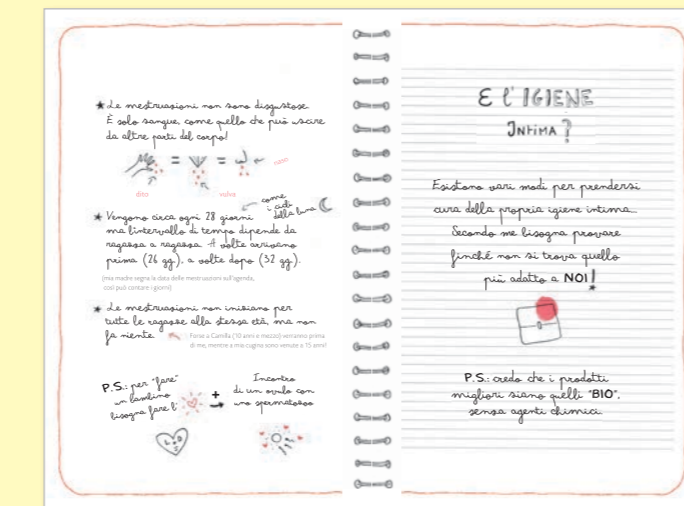 ★ Le mestruazioni non sono disgustose.
È solo sangue, come quello che può uscire
da altre parti del corpo!
= =
naso
dito
vulva
★ Vengono circa ogni 28 giorni
come
i cicli
della luna
ma l'intervallo di tempo dipende da
ragazza a ragazza. A volte arrivano
prima (26 gg.), a volte dopo (32 gg.).
(mia madre segna la data delle mestruazioni sull'agenda,
così può contare i giorni)
★ Le mestruazioni non iniziano per
tutte le ragazze alla stessa età, ma non
fa niente.
Forse a Camilla (10 anni e mezzo) verranno prima
di me, mentre a mia cugina sono venute a 15 anni!
P.S.: per "fare"
un bambino
bisogna fare l'
+
Incontro
di un ovulo con
uno spermatozoo
E l'IGIENE
INTIMA?
Esistono vari modi per prendersi
cura della propria igiene intima...
Secondo me bisogna provare
finché non si trova quello
più adatto a NOI!
P.S.: credo che i prodotti
migliori siano quelli "BIO",
senza agenti chimici.